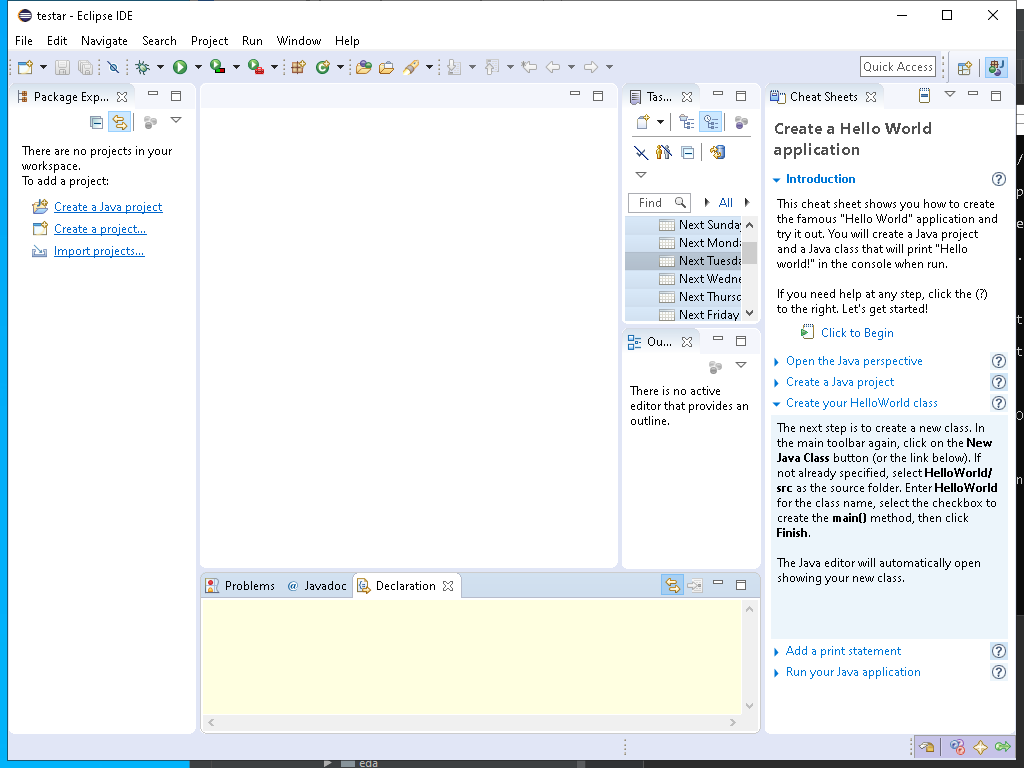 testar - Eclipse IDE
File Edit Navigate Search Project Run Window Help
Quick Access
Package Exp...
There are no projects in your
workspace.
To add a project:
Create a Java project
Create a project...
Import projects...
Tas...
Find
All
Next Sunday
Next Monda
Next Tuesda
Next Wedne
Next Thursd
Next Friday
Ou...
There is no active
editor that provides an
outline.
Problems
@ Javadoc
Declaration
Cheat Sheets
Create a Hello World
application
Introduction
This cheat sheet shows you how to create
the famous "Hello World" application and
try it out. You will create a Java project
and a Java class that will print "Hello
world!" in the console when run.
If you need help at any step, click the (?)
to the right. Let's get started!
Click to Begin
Open the Java perspective
Create a Java project
Create your HelloWorld class
The next step is to create a new class. In
the main toolbar again, click on the New
Java Class button (or the link below). If
not already specified, select HelloWorld/
src as the source folder. Enter HelloWorld
for the class name, select the checkbox to
create the main() method, then click
Finish.
The Java editor will automatically open
showing your new class.
Add a print statement
Run your Java application
eda